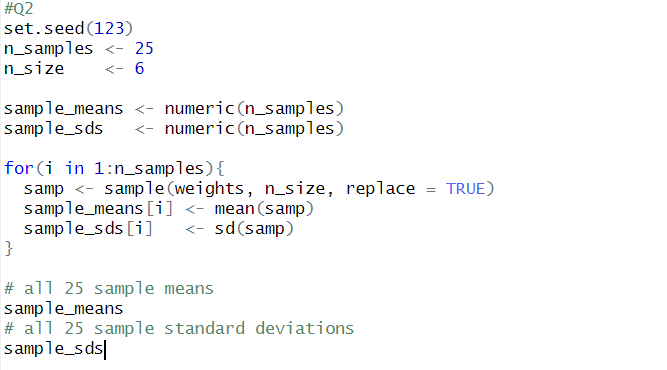 #Q2
set.seed(123)
n_samples <- 25
n_size    <- 6

sample_means <- numeric(n_samples)
sample_sds   <- numeric(n_samples)

for(i in 1:n_samples){
  samp <- sample(weights, n_size, replace = TRUE)
  sample_means[i] <- mean(samp)
  sample_sds[i]   <- sd(samp)
}

# all 25 sample means
sample_means
# all 25 sample standard deviations
sample_sds